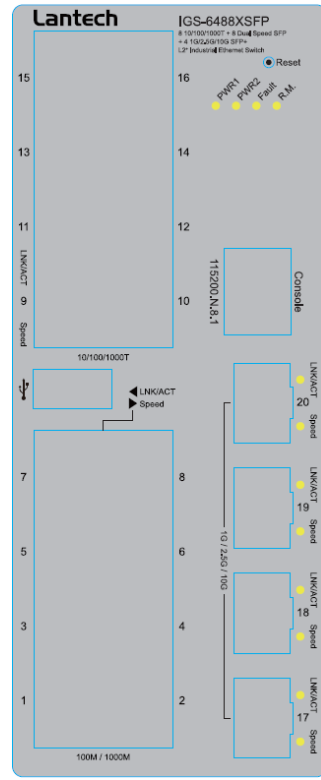 Lantech
IGS-6488XSFP
8 10/100/1000T + 8 Dual Speed SFP
+ 4 1G/2.5G/10G SFP+
L2+ Industrial Ethernet Switch
Reset
PWR1 PWR2 Fault R.M.
15 16
13 14
11 12
LNK/ACT
9 10
Speed
10/100/1000T
115200.N.8.1
Console
LNK/ACT
Speed
7 8
5 6
3 4
1 2
100M / 1000M
1G / 2.5G / 10G
LNK/ACT
20
Speed
LNK/ACT
19
Speed
LNK/ACT
18
Speed
LNK/ACT
17
Speed